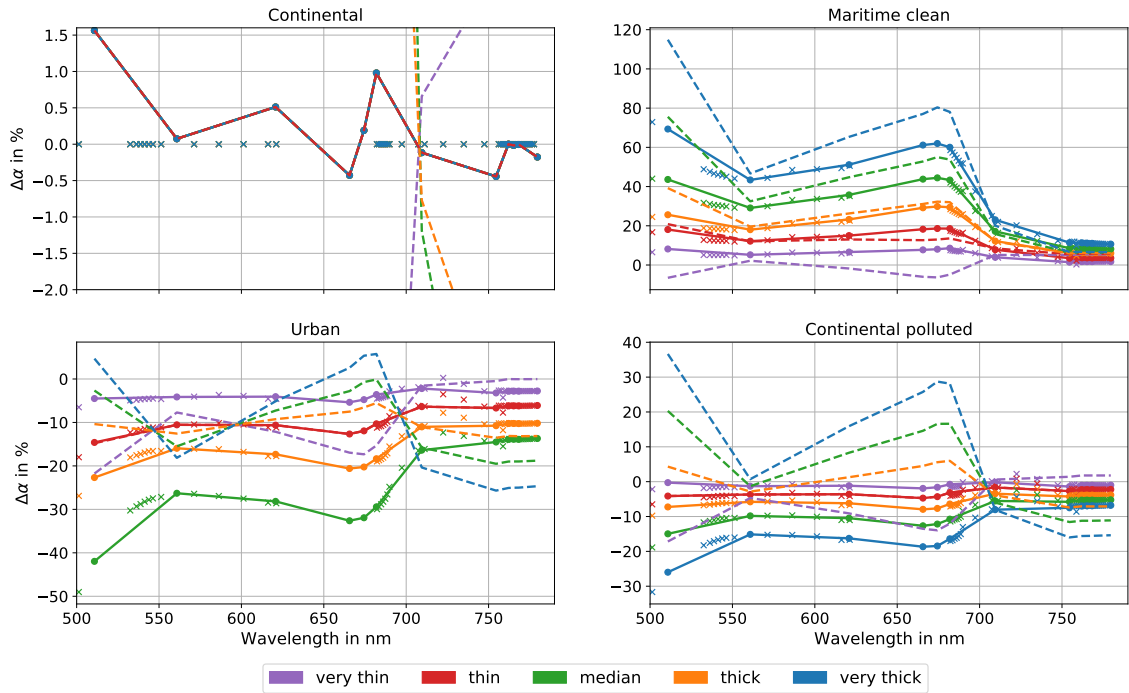 Continental
1.5
1.0
0.5
0.0
−0.5
−1.0
−1.5
−2.0
Δα in %
Maritime clean
120
100
80
60
40
20
0
Urban
0
−10
−20
−30
−40
−50
Δα in %
500 550 600 650 700 750
Wavelength in nm
Continental polluted
40
30
20
10
0
−10
−20
−30
500 550 600 650 700 750
Wavelength in nm
very thin thin median thick very thick